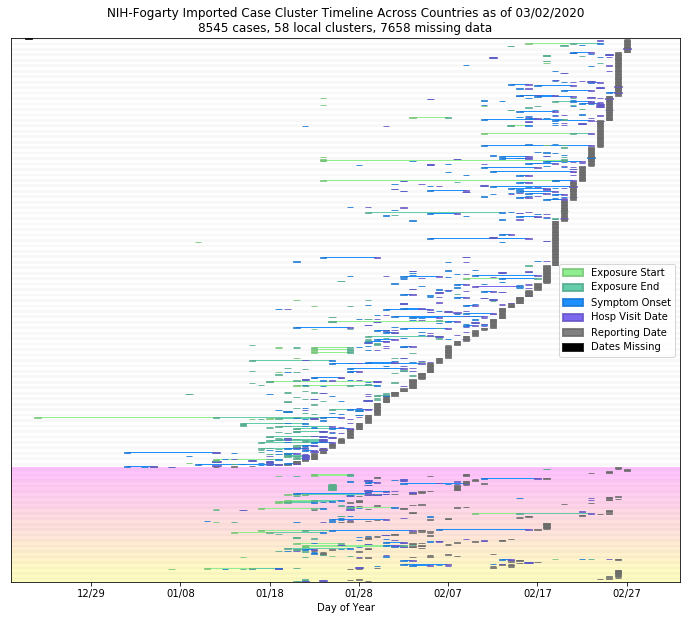 NIH-Fogarty Imported Case Cluster Timeline Across Countries as of 03/02/2020
8545 cases, 58 local clusters, 7658 missing data
Exposure Start
Exposure End
Symptom Onset
Hosp Visit Date
Reporting Date
Dates Missing
12/29 01/08 01/18 01/28 02/07 02/17 02/27
Day of Year